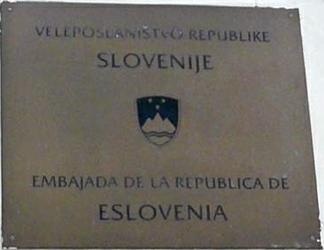 VELEPOSLANIŠTVO REPUBLIKE
SLOVENIJE
EMBAJADA DE LA REPUBLICA DE
ESLOVENIA